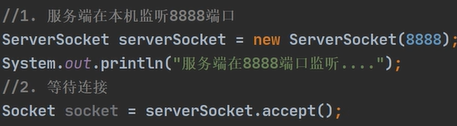 //1. 服务端在本机监听8888端口
ServerSocket serverSocket = new ServerSocket(8888);
System.out.println("服务端在8888端口监听....");
//2. 等待连接
Socket socket = serverSocket.accept();